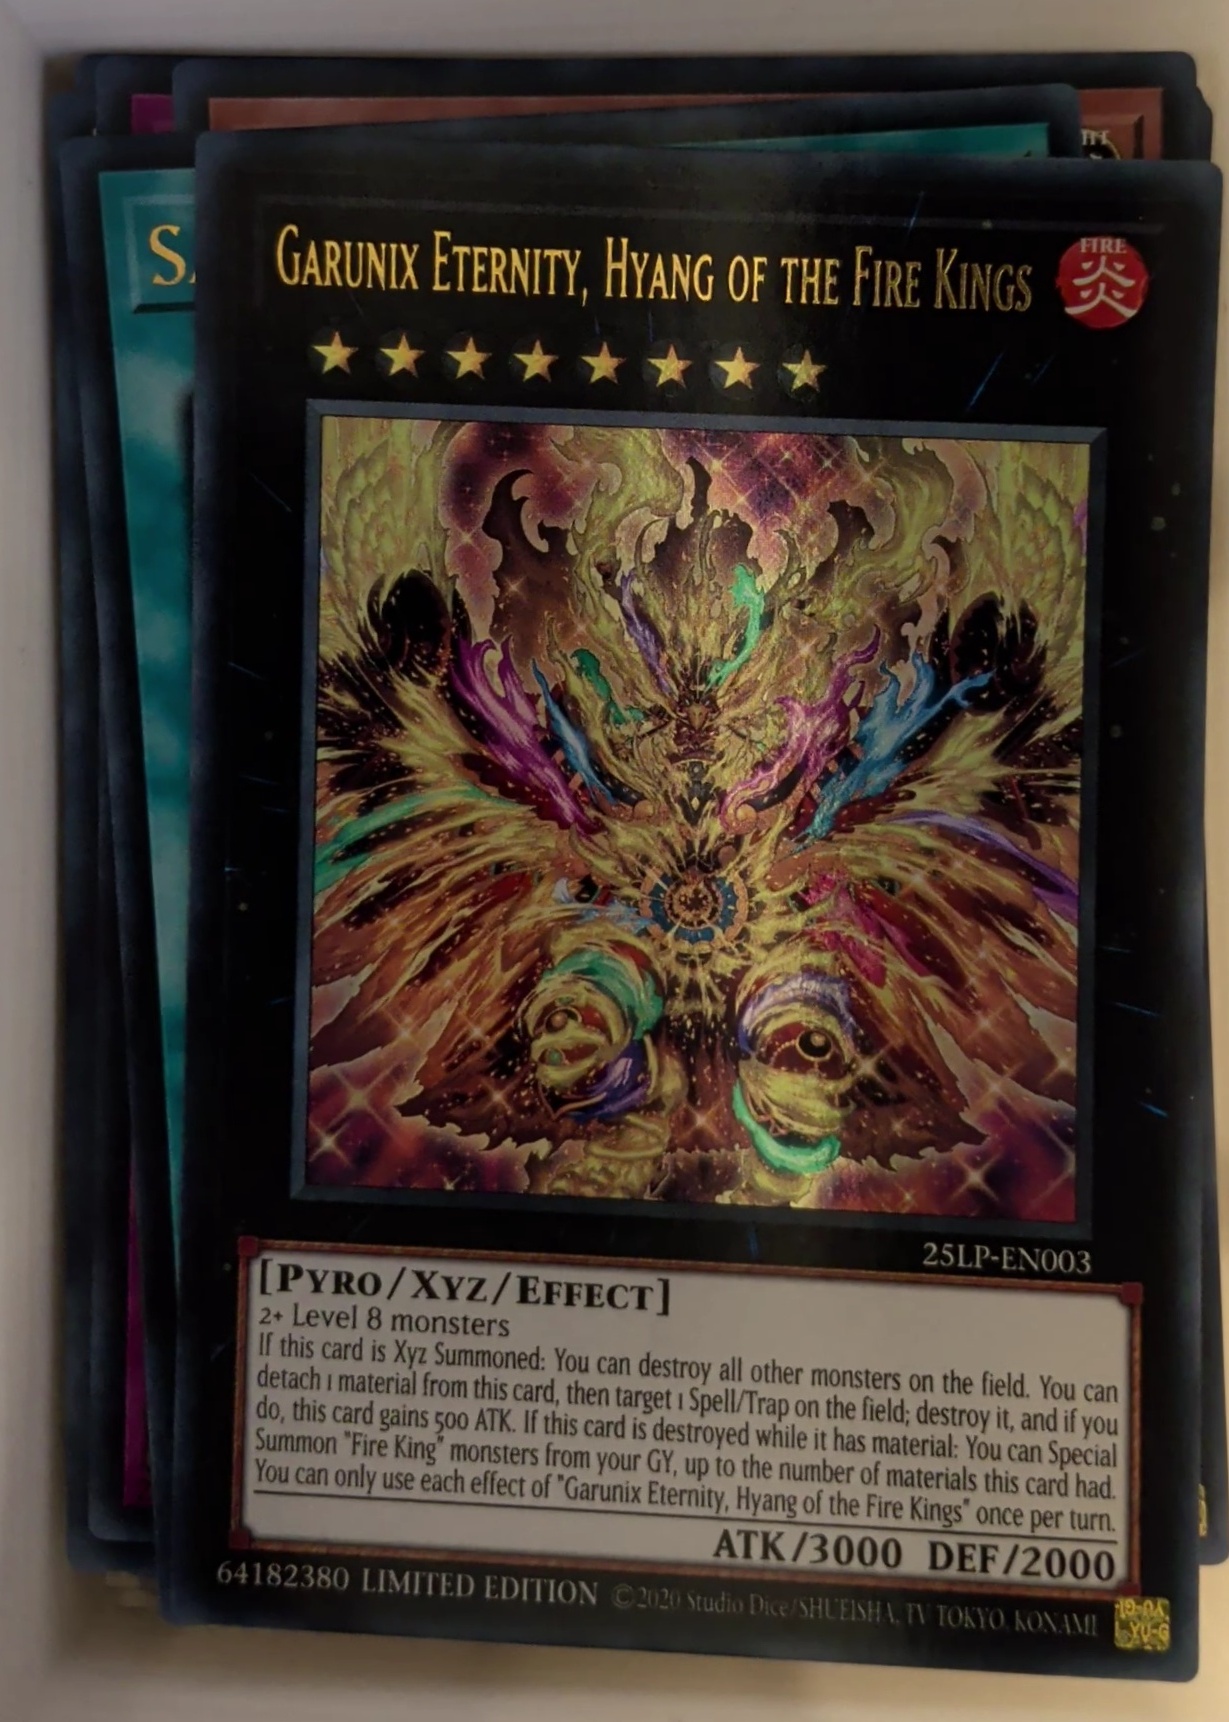 SA
GARUNIX ETERNITY, HYANG OF THE FIRE KINGS
FIRE
炎
25LP-EN003
[PYRO/XYZ/EFFECT]
2+ Level 8 monsters
If this card is Xyz Summoned: You can destroy all other monsters on the field. You can
detach 1 material from this card, then target 1 Spell/Trap on the field; destroy it, and if you
do, this card gains 500 ATK. If this card is destroyed while it has material: You can Special
Summon "Fire King" monsters from your GY, up to the number of materials this card had.
You can only use each effect of "Garunix Eternity, Hyang of the Fire Kings" once per turn.
ATK/3000 DEF/2000
64182380 LIMITED EDITION ©2020 Studio Dice/SHUEISHA, TV TOKYO, KONAMI